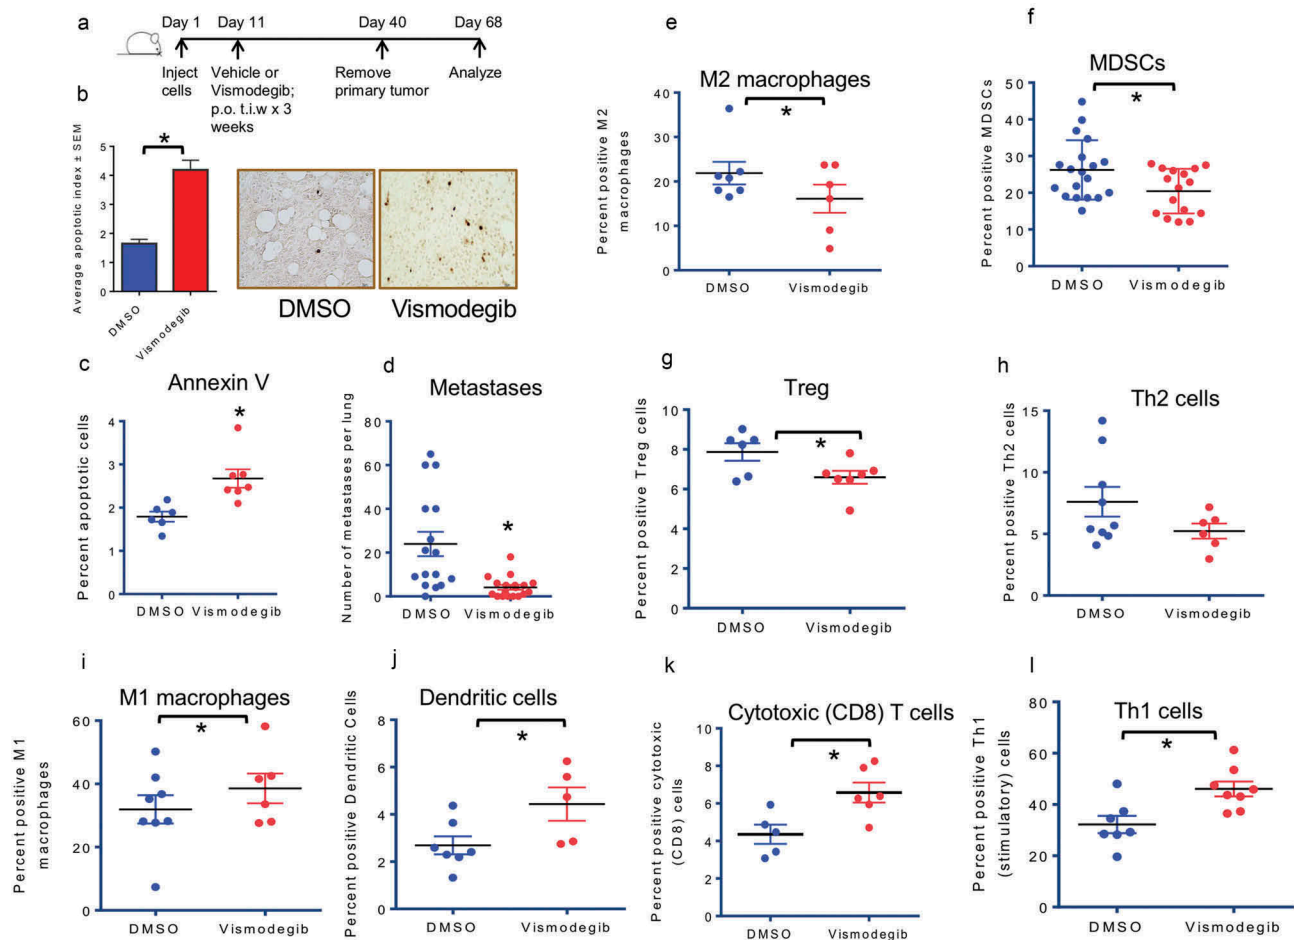 a
Day 1
Day 11
Day 40
Day 68
Inject
cells
Vehicle or
Vismodegib;
p.o. t.i.w x 3
weeks
Remove
primary tumor
Analyze
b
Average apoptotic index ± SEM
5
4
3
2
1
0
*
DMSO
Vismodegib
DMSO
Vismodegib
c
Annexin V
Percent apoptotic cells
4
3
2
1
0
*
DMSO
Vismodegib
d
Metastases
Number of metastases per lung
80
60
40
20
0
*
DMSO
Vismodegib
e
M2 macrophages
Percent positive M2
macrophages
40
30
20
10
0
*
DMSO
Vismodegib
f
MDSCs
Percent positive MDSCs
50
40
30
20
10
0
*
DMSO
Vismodegib
g
Treg
Percent positive Treg cells
10
8
6
4
2
0
*
DMSO
Vismodegib
h
Th2 cells
Percent positive Th2 cells
15
10
5
0
DMSO
Vismodegib
i
M1 macrophages
Percent positive M1
macrophages
60
40
20
0
*
DMSO
Vismodegib
j
Dendritic cells
Percent positive Dendritic Cells
8
6
4
2
0
*
DMSO
Vismodegib
k
Cytotoxic (CD8) T cells
Percent positive cytotoxic
(CD8) cells
8
6
4
2
0
*
DMSO
Vismodegib
l
Th1 cells
Percent positive Th1
(stimulatory) cells
80
60
40
20
0
*
DMSO
Vismodegib